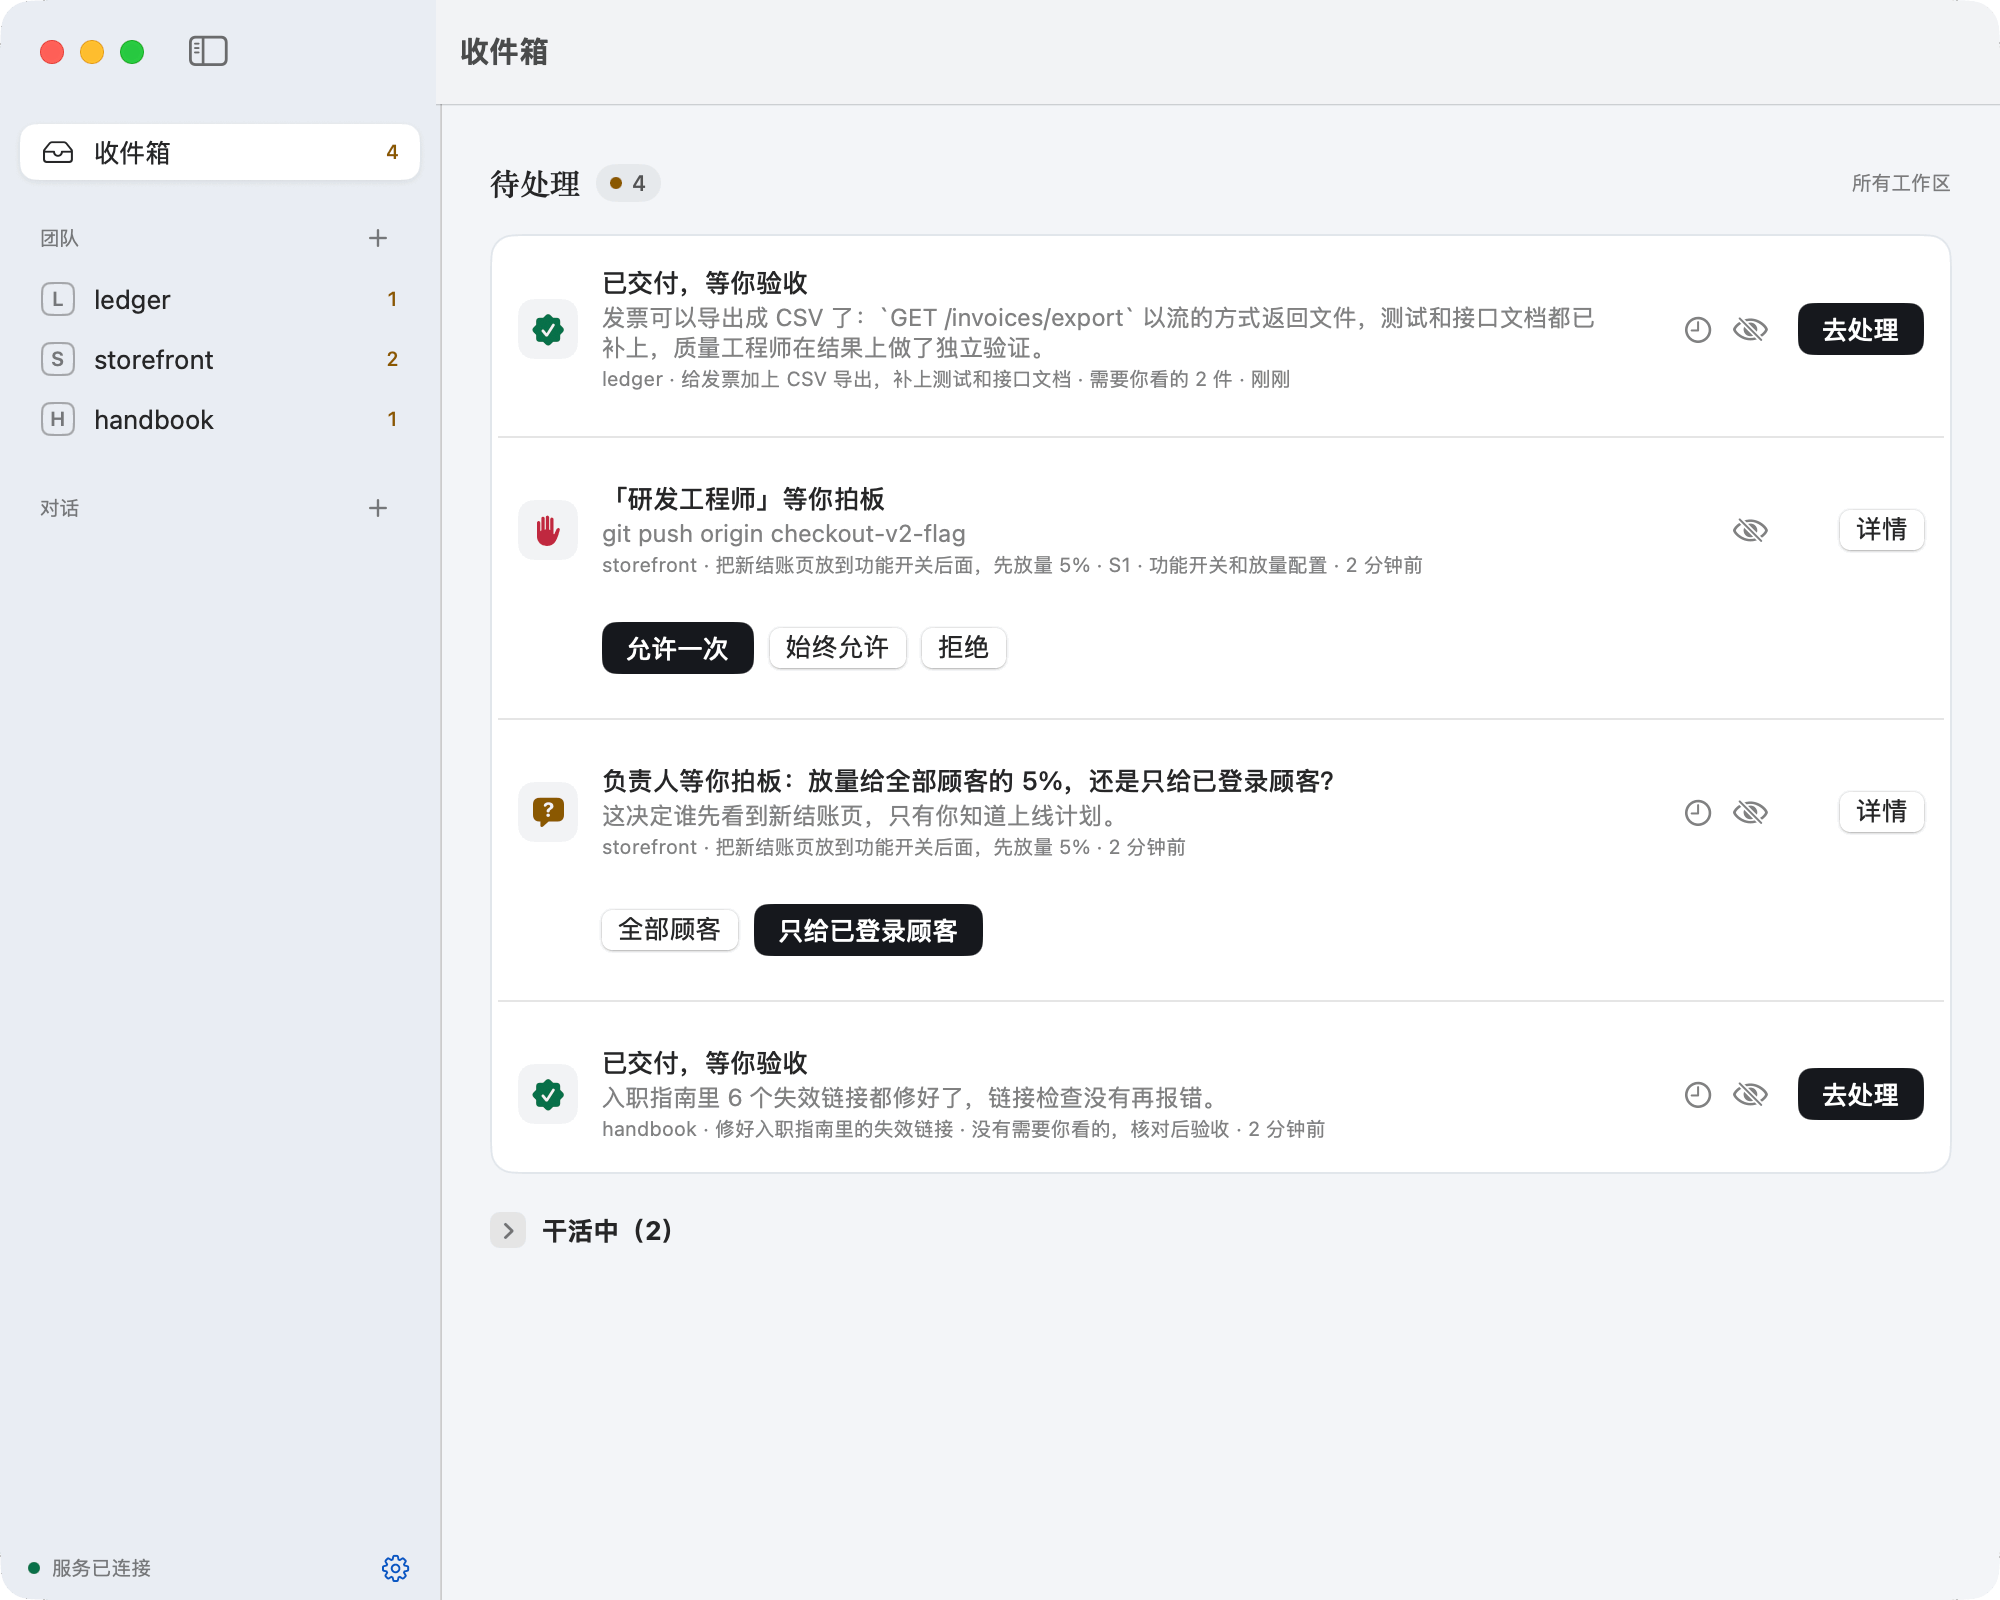 收件箱
收件箱 4
团队
L ledger 1
S storefront 2
H handbook 1
对话
服务已连接
待处理 4
所有工作区
已交付，等你验收
发票可以导出成 CSV 了：`GET /invoices/export` 以流的方式返回文件，测试和接口文档都已
补上，质量工程师在结果上做了独立验证。
ledger · 给发票加上 CSV 导出，补上测试和接口文档 · 需要你看的 2 件 · 刚刚
去处理
「研发工程师」等你拍板
git push origin checkout-v2-flag
storefront · 把新结账页放到功能开关后面，先放量 5% · S1 · 功能开关和放量配置 · 2 分钟前
详情
允许一次 始终允许 拒绝
负责人等你拍板：放量给全部顾客的 5%，还是只给已登录顾客？
这决定谁先看到新结账页，只有你知道上线计划。
storefront · 把新结账页放到功能开关后面，先放量 5% · 2 分钟前
详情
全部顾客 只给已登录顾客
已交付，等你验收
入职指南里 6 个失效链接都修好了，链接检查没有再报错。
handbook · 修好入职指南里的失效链接 · 没有需要你看的，核对后验收 · 2 分钟前
去处理
干活中（2）